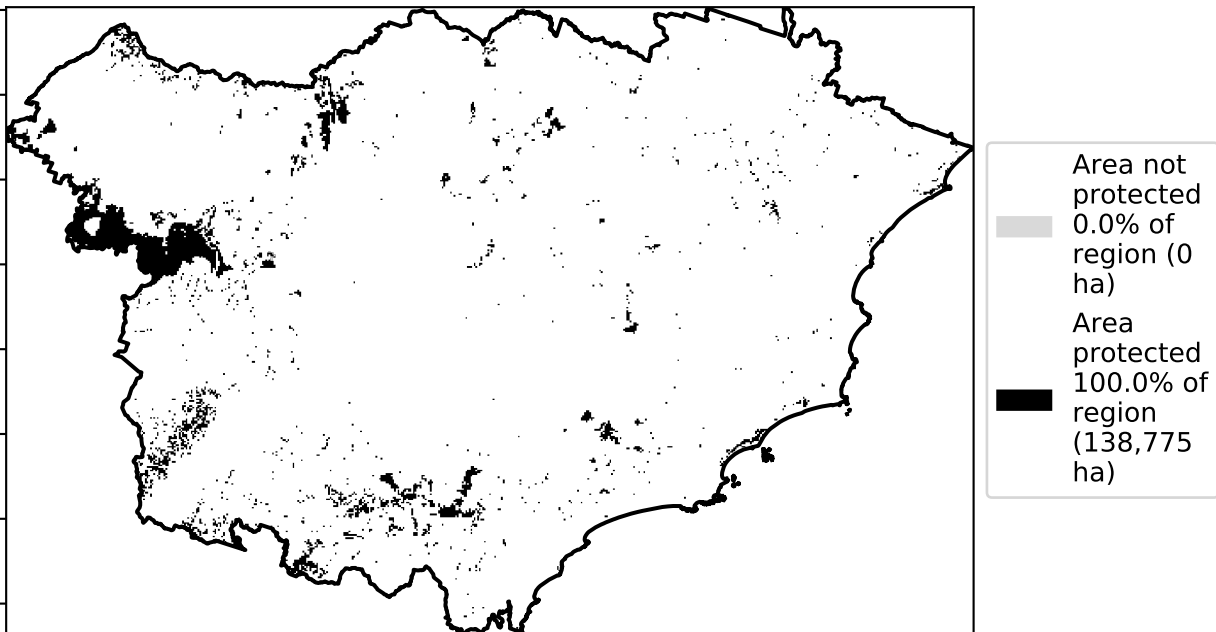 Area not
protected
0.0% of
region (0
ha)
Area
protected
100.0% of
region
(138,775
ha)